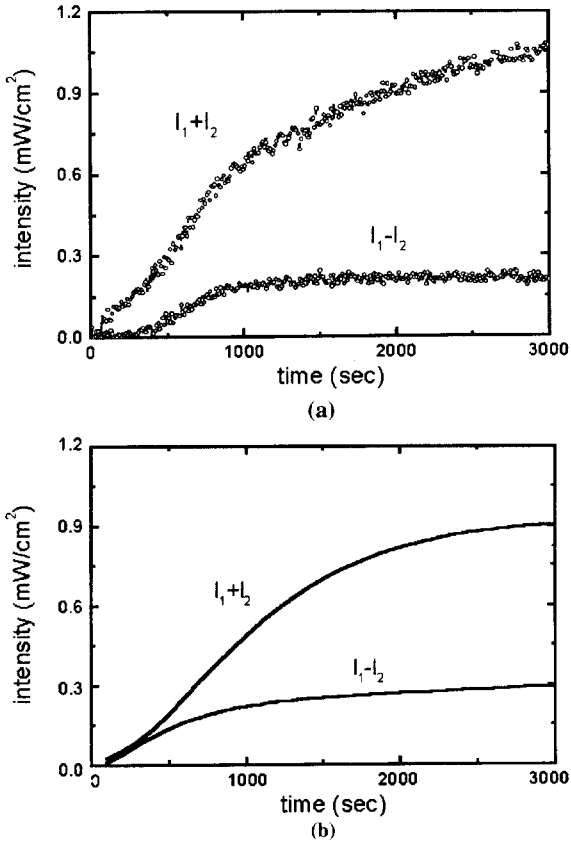 1.2
0.9
0.6
0.3
0.0
intensity (mW/cm²)
I₁+I₂
I₁-I₂
0
1000
2000
3000
time (sec)
(a)
1.2
0.9
0.6
0.3
0.0
intensity (mW/cm²)
I₁+I₂
I₁-I₂
0
1000
2000
3000
time (sec)
(b)